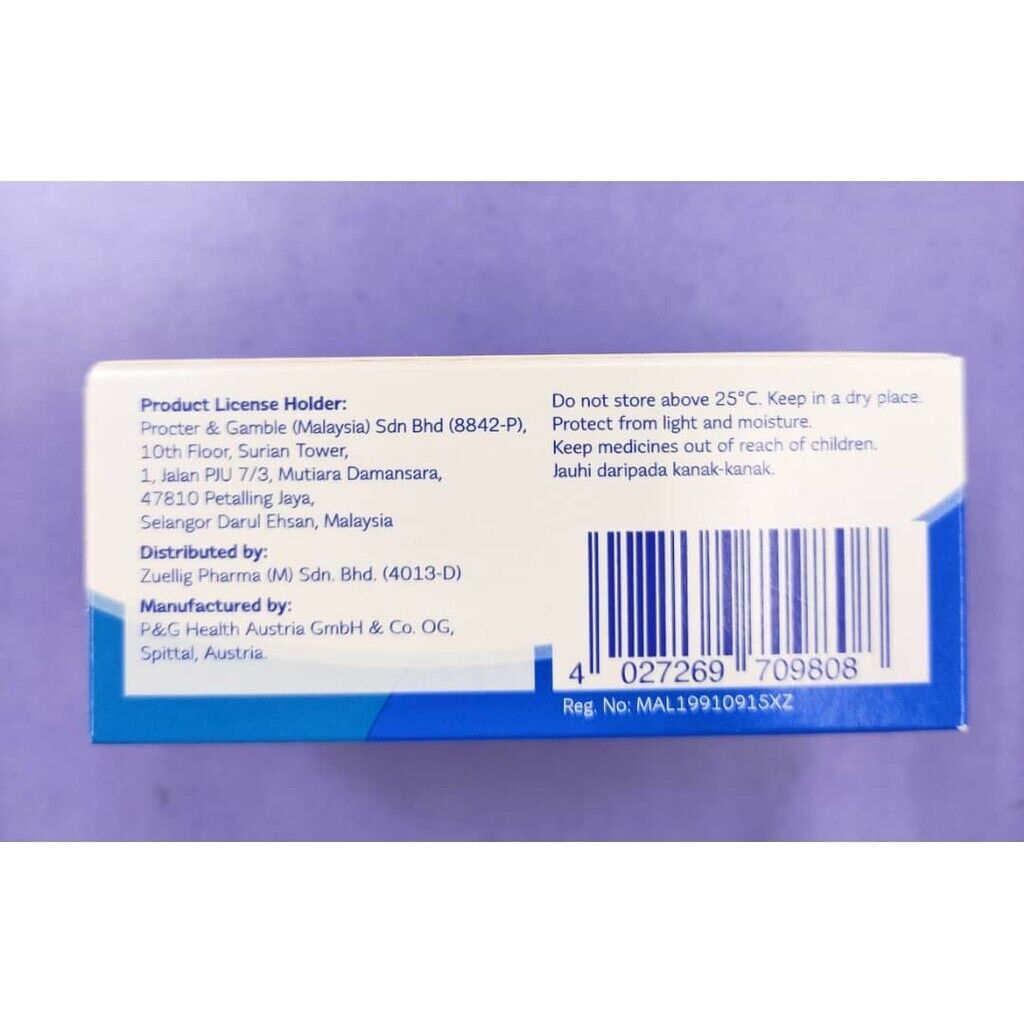 Product License Holder:
Procter & Gamble (Malaysia) Sdn Bhd (8842-P),
10th Floor, Surian Tower,
1, Jalan PJU 7/3, Mutiara Damansara,
47810 Petalling Jaya,
Selangor Darul Ehsan, Malaysia
Distributed by:
Zuellig Pharma (M) Sdn. Bhd. (4013-D)
Manufactured by:
P&G Health Austria GmbH & Co. OG,
Spittal, Austria.
Do not store above 25°C. Keep in a dry place.
Protect from light and moisture.
Keep medicines out of reach of children.
Jauhi daripada kanak-kanak.
4 027269 709808
Reg. No: MAL19910915XZ